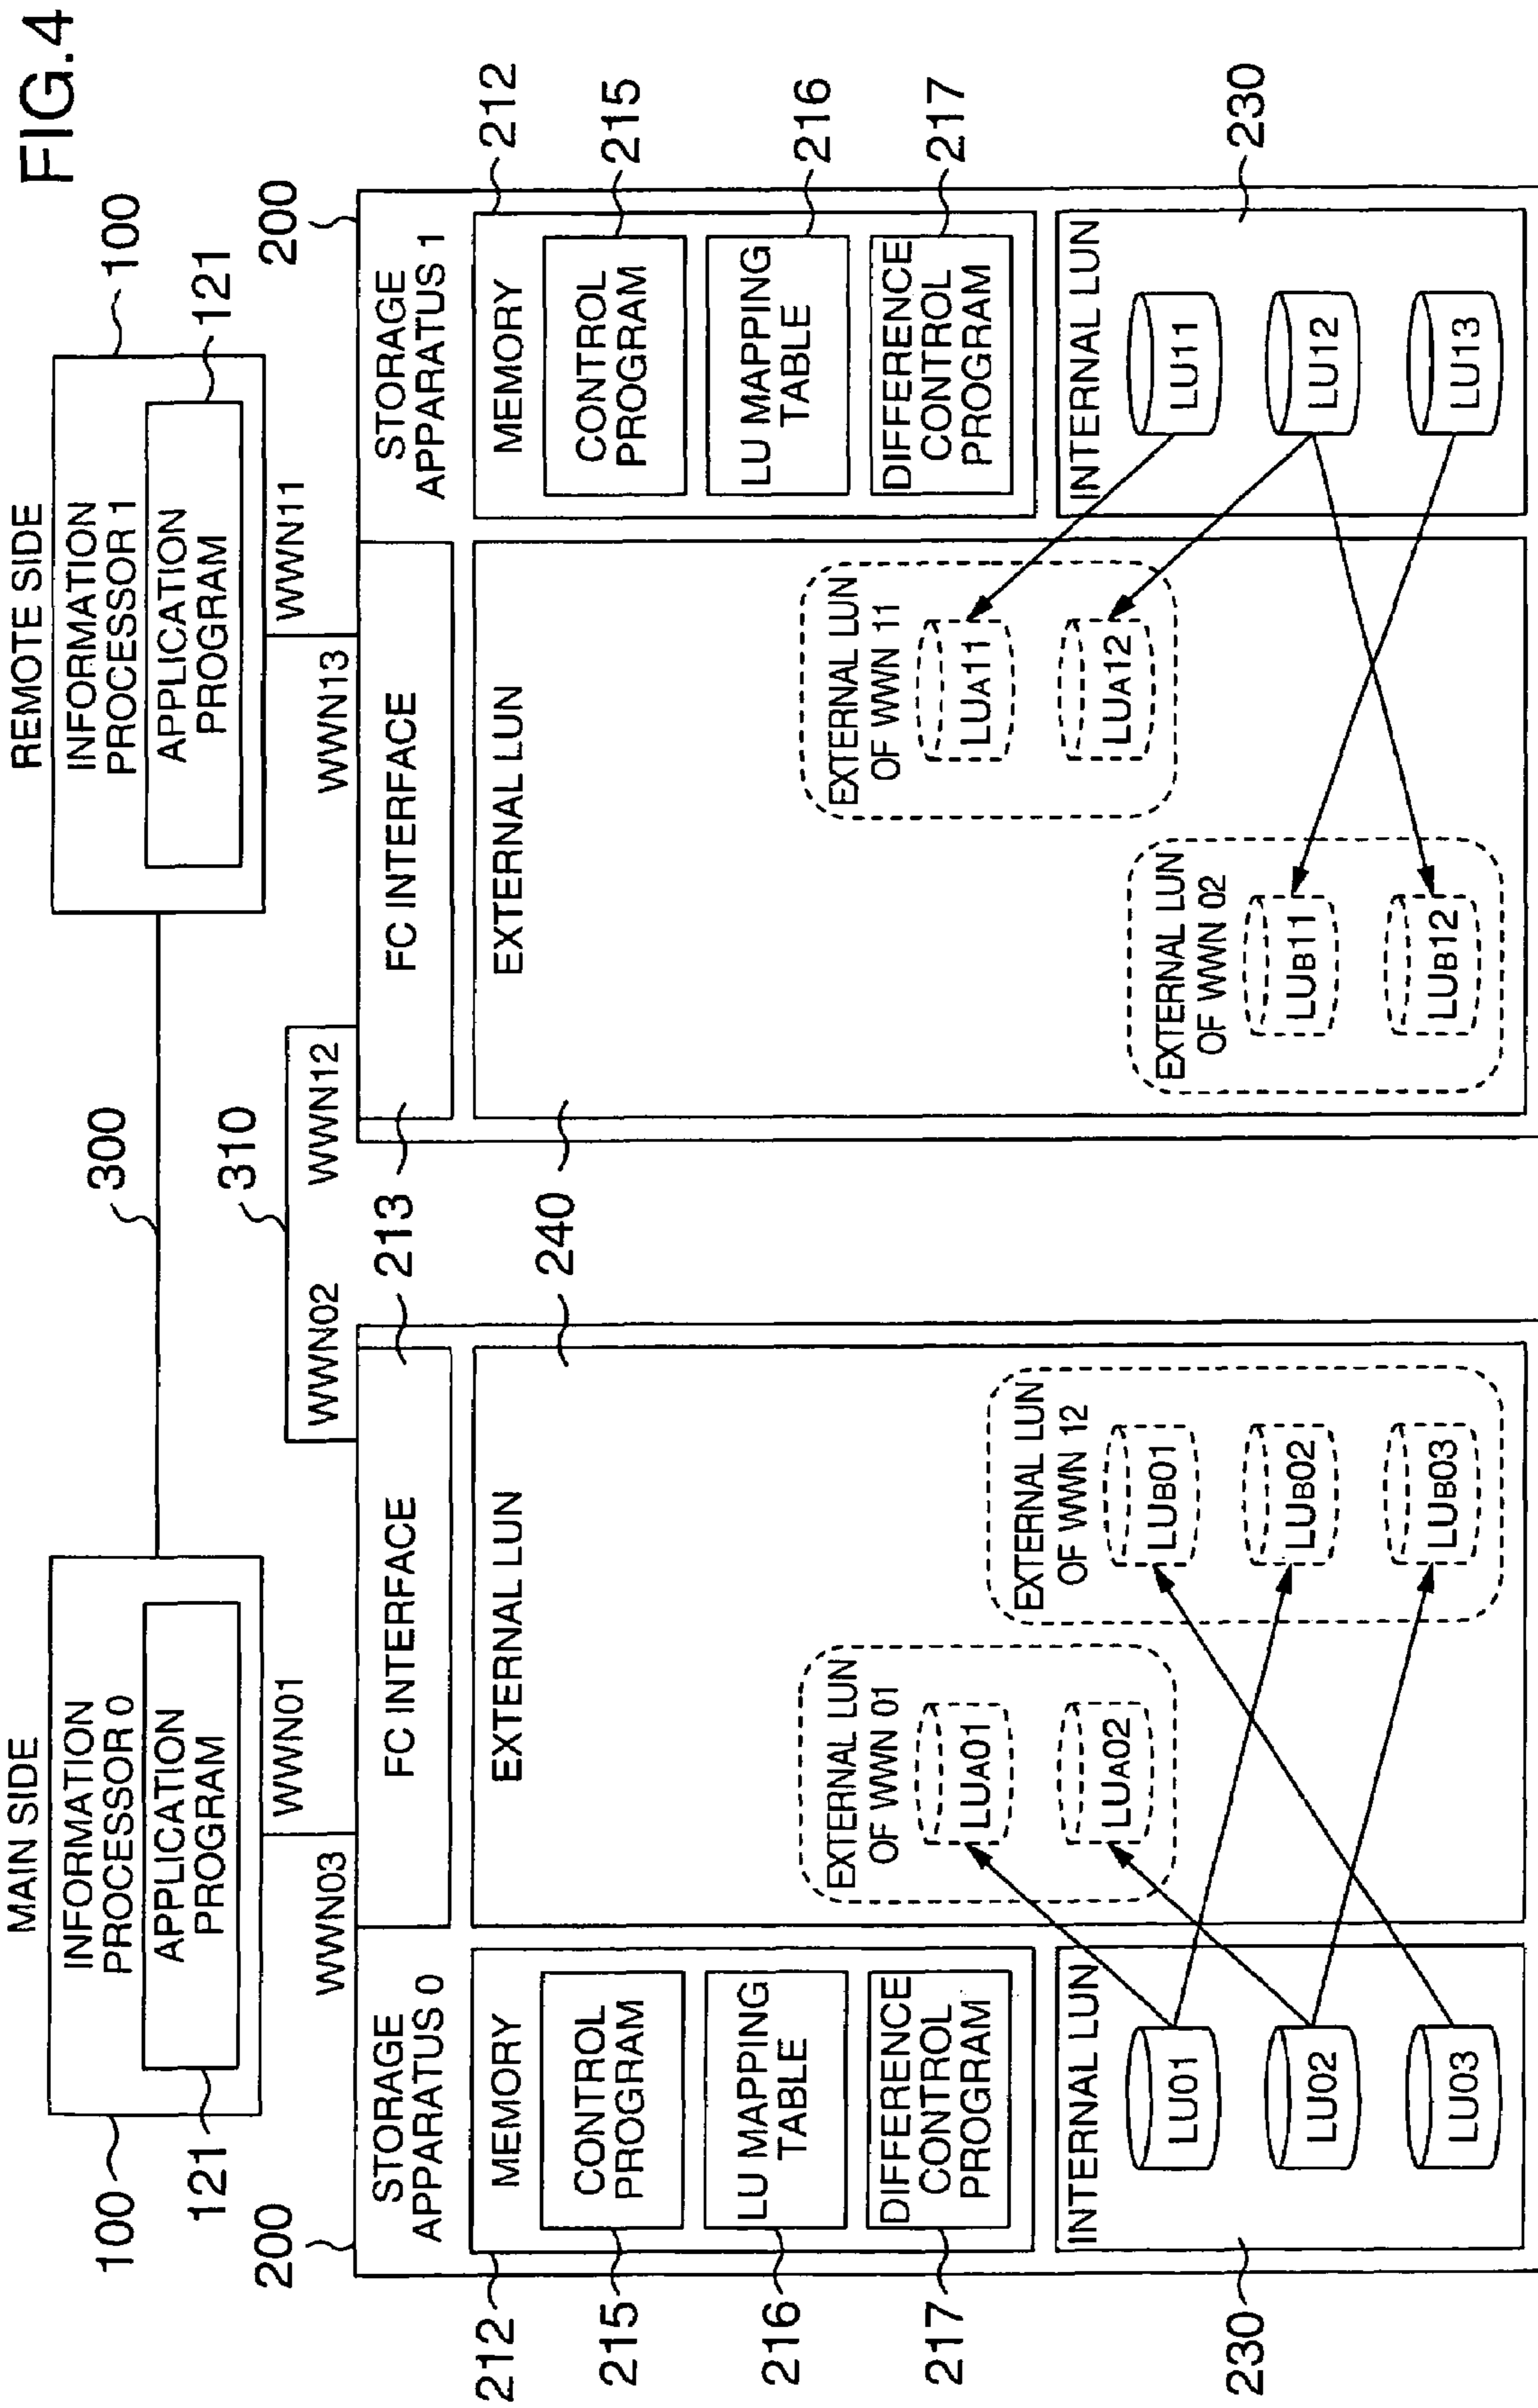 FIG.4
MAIN SIDE
100
INFORMATION
PROCESSOR 0
121
APPLICATION
PROGRAM
300
REMOTE SIDE
INFORMATION
PROCESSOR 1
100
APPLICATION
PROGRAM
121
WWN01
WWN03
310
WWN02
WWN12
WWN11
WWN13
200
STORAGE
APPARATUS 0
FC INTERFACE
213
212
MEMORY
215
CONTROL
PROGRAM
216
LU MAPPING
TABLE
217
DIFFERENCE
CONTROL
PROGRAM
EXTERNAL LUN
240
EXTERNAL LUN
OF WWN 01
LUA01
LUA02
EXTERNAL LUN
OF WWN 12
LUB01
LUB02
LUB03
230
INTERNAL LUN
LU01
LU02
LU03
200
STORAGE
APPARATUS 1
FC INTERFACE
MEMORY
212
CONTROL
PROGRAM
215
LU MAPPING
TABLE
216
DIFFERENCE
CONTROL
PROGRAM
217
EXTERNAL LUN
EXTERNAL LUN
OF WWN 11
LUA11
LUA12
EXTERNAL LUN
OF WWN 02
LUB11
LUB12
INTERNAL LUN
230
LU11
LU12
LU13